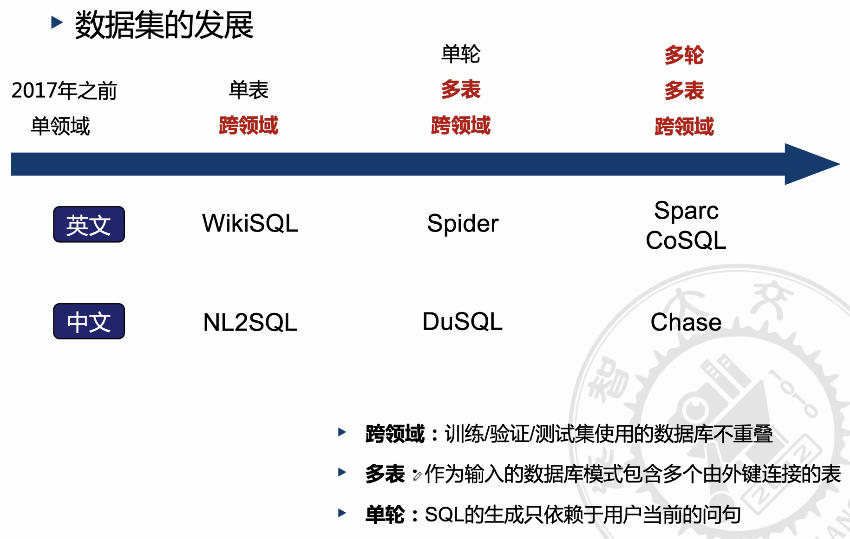 数据集的发展
2017年之前
单领域
单表
跨领域
单轮
多表
跨领域
多轮
多表
跨领域
英文
WikiSQL
Spider
Sparc
CoSQL
中文
NL2SQL
DuSQL
Chase
跨领域：训练/验证/测试集使用的数据库不重叠
多表：作为输入的数据库模式包含多个由外键连接的表
单轮：SQL的生成只依赖于用户当前的问句
智
大
交
1010
2012